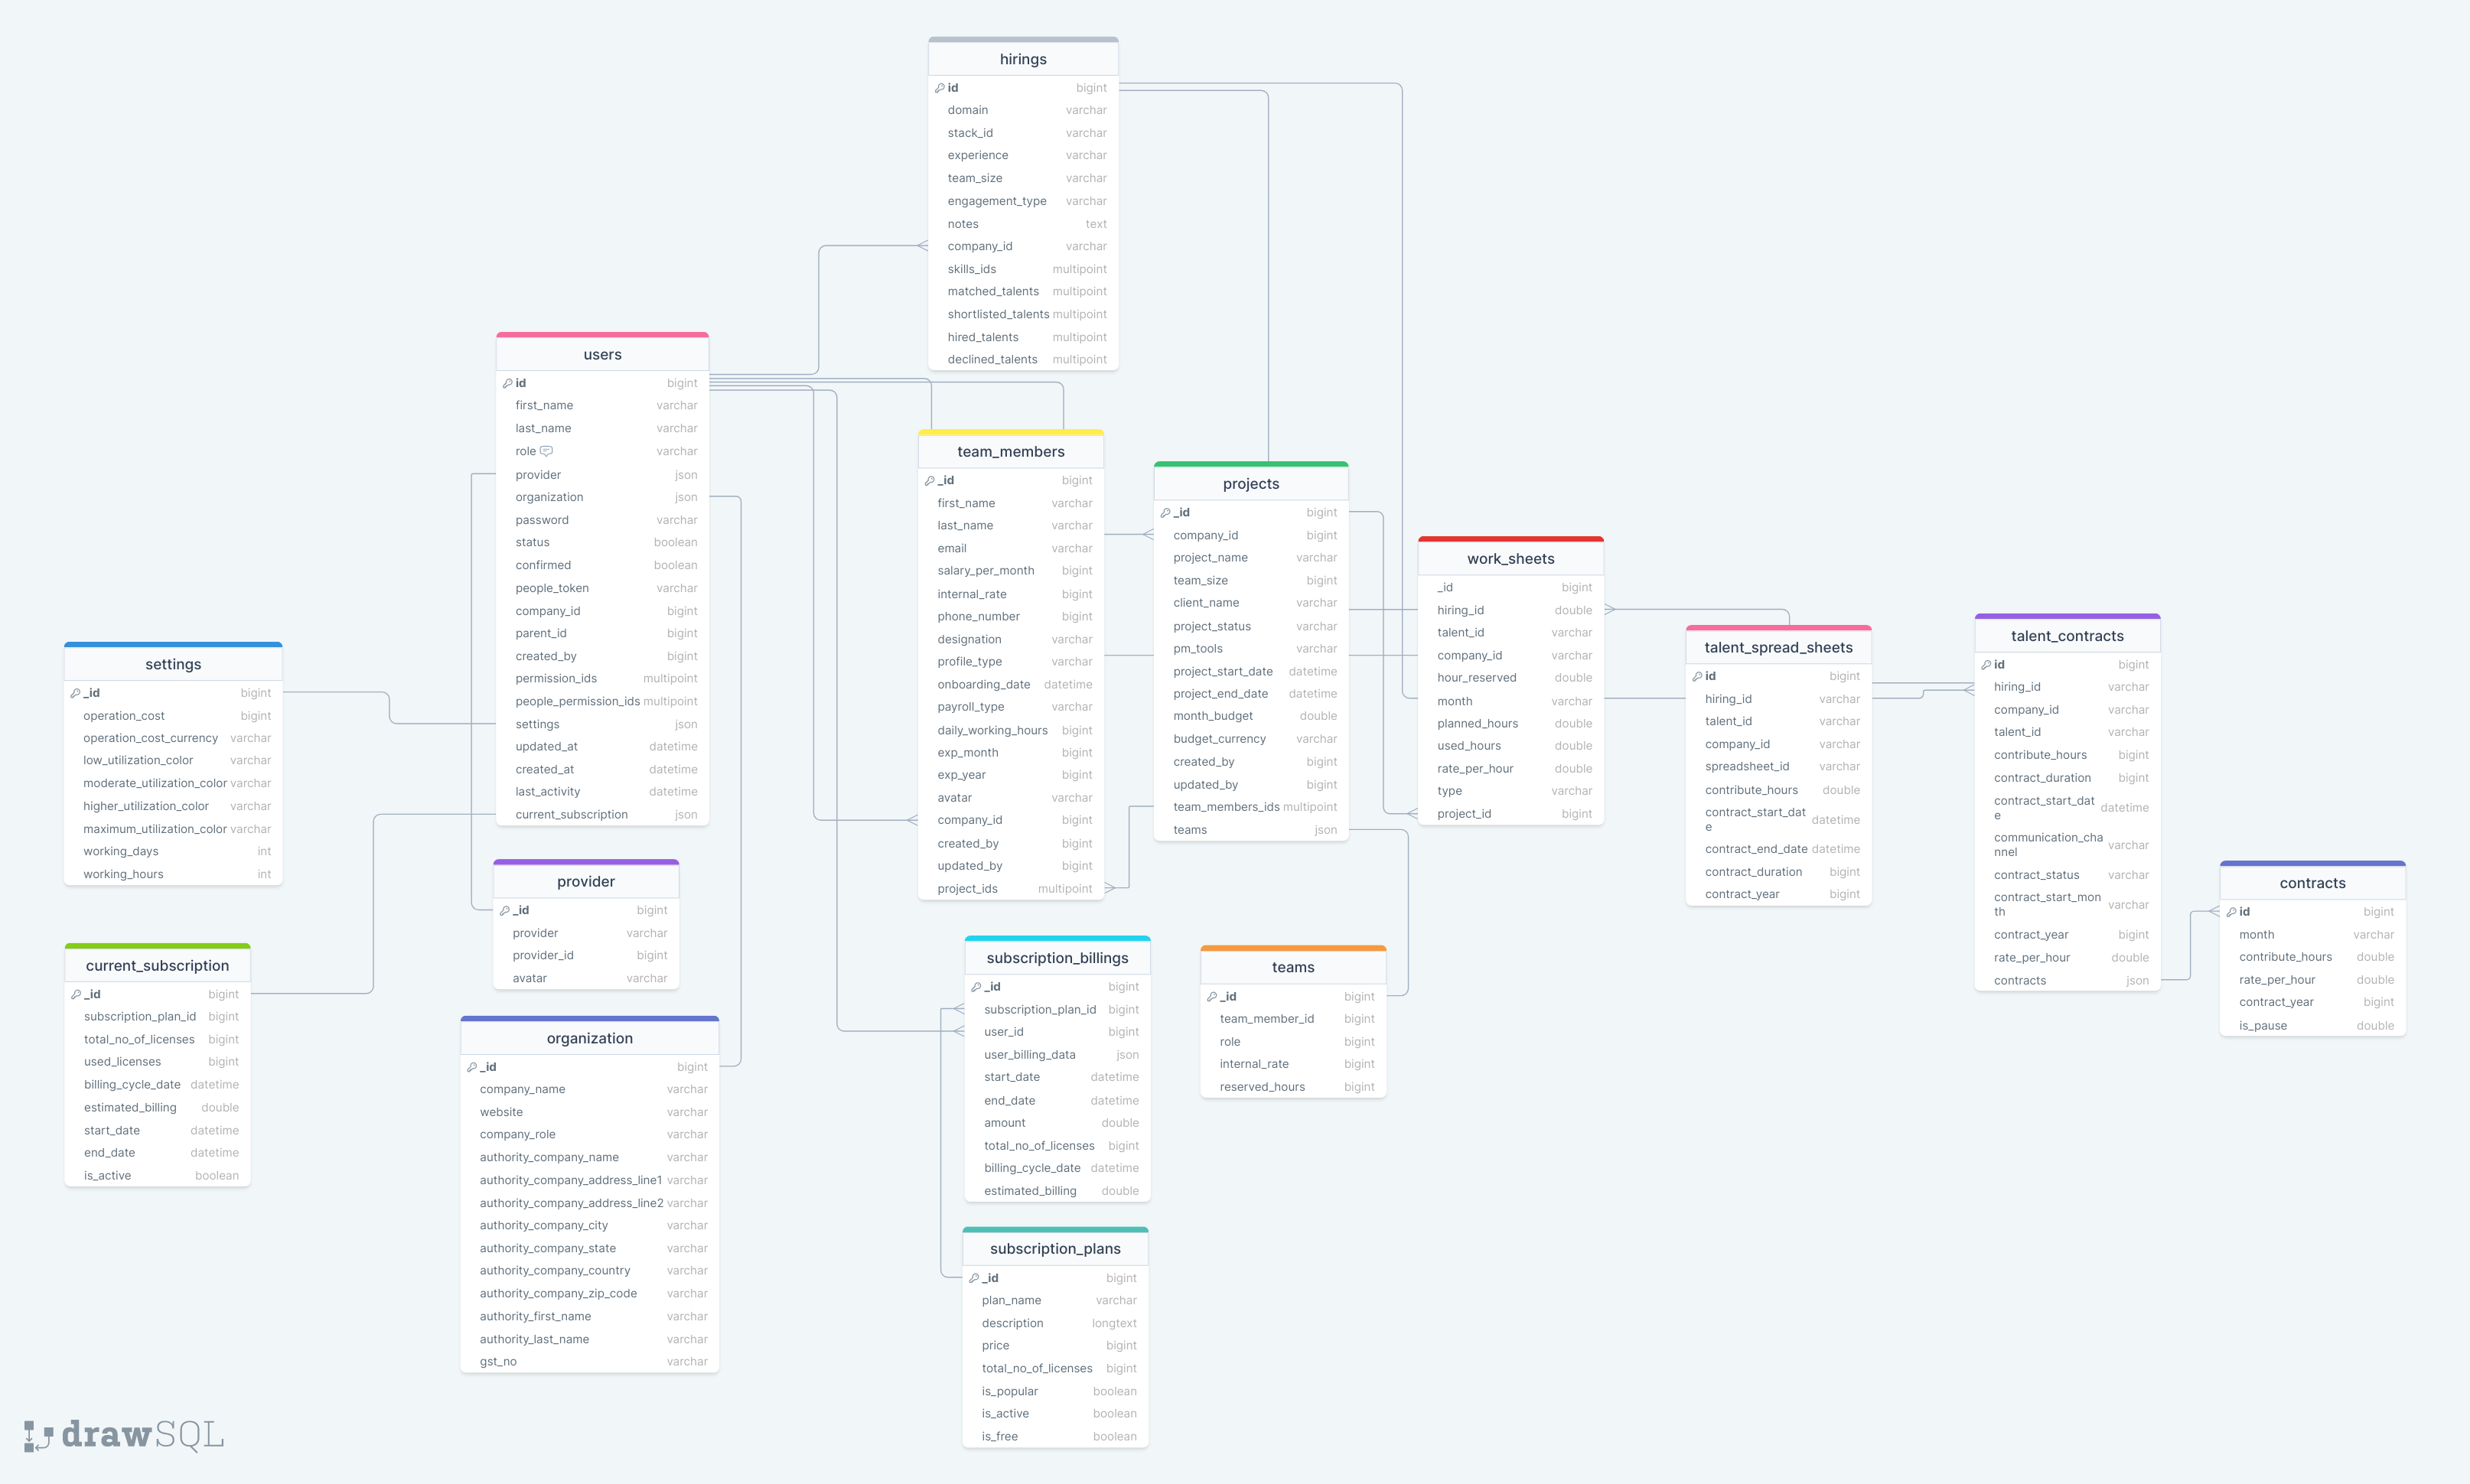 hirings
id bigint
domain varchar
stack_id varchar
experience varchar
team_size varchar
engagement_type varchar
notes text
company_id varchar
skills_ids multipoint
matched_talents multipoint
shortlisted_talents multipoint
hired_talents multipoint
declined_talents multipoint
users
id bigint
first_name varchar
last_name varchar
role varchar
provider json
organization json
password varchar
status boolean
confirmed boolean
people_token varchar
company_id bigint
parent_id bigint
created_by bigint
permission_ids multipoint
people_permission_ids multipoint
settings json
updated_at datetime
created_at datetime
last_activity datetime
current_subscription json
team_members
_id bigint
first_name varchar
last_name varchar
email varchar
salary_per_month bigint
internal_rate bigint
phone_number bigint
designation varchar
profile_type varchar
onboarding_date datetime
payroll_type varchar
daily_working_hours bigint
exp_month bigint
exp_year bigint
avatar varchar
company_id bigint
created_by bigint
updated_by bigint
project_ids multipoint
projects
_id bigint
company_id bigint
project_name varchar
team_size bigint
client_name varchar
project_status varchar
pm_tools varchar
project_start_date datetime
project_end_date datetime
month_budget double
budget_currency varchar
created_by bigint
updated_by bigint
team_members_ids multipoint
teams json
work_sheets
_id bigint
hiring_id double
talent_id varchar
company_id varchar
hour_reserved double
month varchar
planned_hours double
used_hours double
rate_per_hour double
type varchar
project_id bigint
talent_spread_sheets
id bigint
hiring_id varchar
talent_id varchar
company_id varchar
spreadsheet_id varchar
contribute_hours double
contract_start_dat
e datetime
contract_end_date datetime
contract_duration bigint
contract_year bigint
talent_contracts
id bigint
hiring_id varchar
company_id varchar
talent_id varchar
contribute_hours bigint
contract_duration bigint
contract_start_dat
e datetime
communication_cha
nnel varchar
contract_status varchar
contract_start_mon
th varchar
contract_year bigint
rate_per_hour double
contracts json
contracts
id bigint
month varchar
contribute_hours double
rate_per_hour double
contract_year bigint
is_pause double
settings
_id bigint
operation_cost bigint
operation_cost_currency varchar
low_utilization_color varchar
moderate_utilization_color varchar
higher_utilization_color varchar
maximum_utilization_color varchar
working_days int
working_hours int
provider
_id bigint
provider varchar
provider_id bigint
avatar varchar
current_subscription
_id bigint
subscription_plan_id bigint
total_no_of_licenses bigint
used_licenses bigint
billing_cycle_date datetime
estimated_billing double
start_date datetime
end_date datetime
is_active boolean
organization
_id bigint
company_name varchar
website varchar
company_role varchar
authority_company_name varchar
authority_company_address_line1 varchar
authority_company_address_line2 varchar
authority_company_city varchar
authority_company_state varchar
authority_company_country varchar
authority_company_zip_code varchar
authority_first_name varchar
authority_last_name varchar
gst_no varchar
subscription_billings
_id bigint
subscription_plan_id bigint
user_id bigint
user_billing_data json
start_date datetime
end_date datetime
amount double
total_no_of_licenses bigint
billing_cycle_date datetime
estimated_billing double
teams
_id bigint
team_member_id bigint
role bigint
internal_rate bigint
reserved_hours bigint
subscription_plans
_id bigint
plan_name varchar
description longtext
price bigint
total_no_of_licenses bigint
is_popular boolean
is_active boolean
is_free boolean
drawSQL